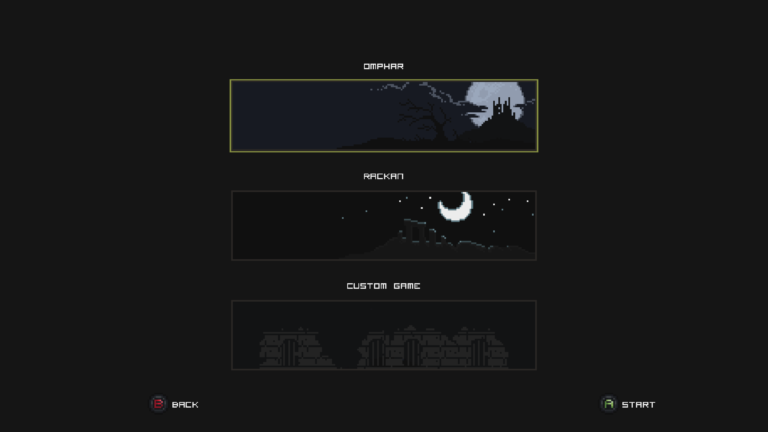 OMPHAR
RACKAN
CUSTOM GAME
B BACK
A START